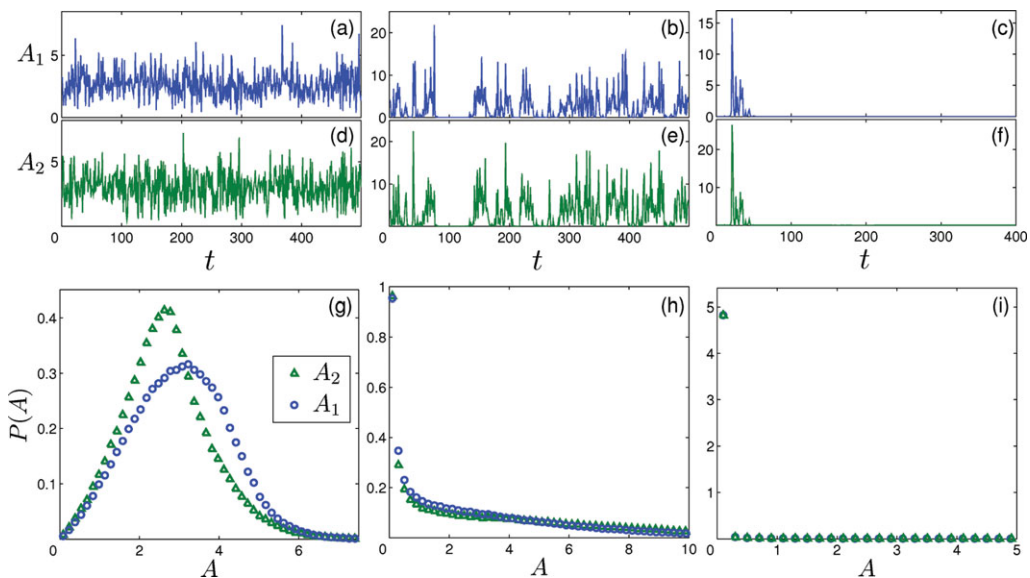 (a) (b) (c)
A1 5 20 10 0 15 10 5 0
(d) (e) (f)
A2 5 20 10 20 10
0 100 200 300 400 0 100 200 300 400 500 0 100 200 300 400
t t t
(g) (h) (i)
P(A) 0.4 0.3 0.2 0.1
A2
A1
1 0.8 0.6 0.4 0.2
5 4 3 2 1 0
0 2 4 6 0 2 4 6 8 10 0 1 2 3 4 5
A A A